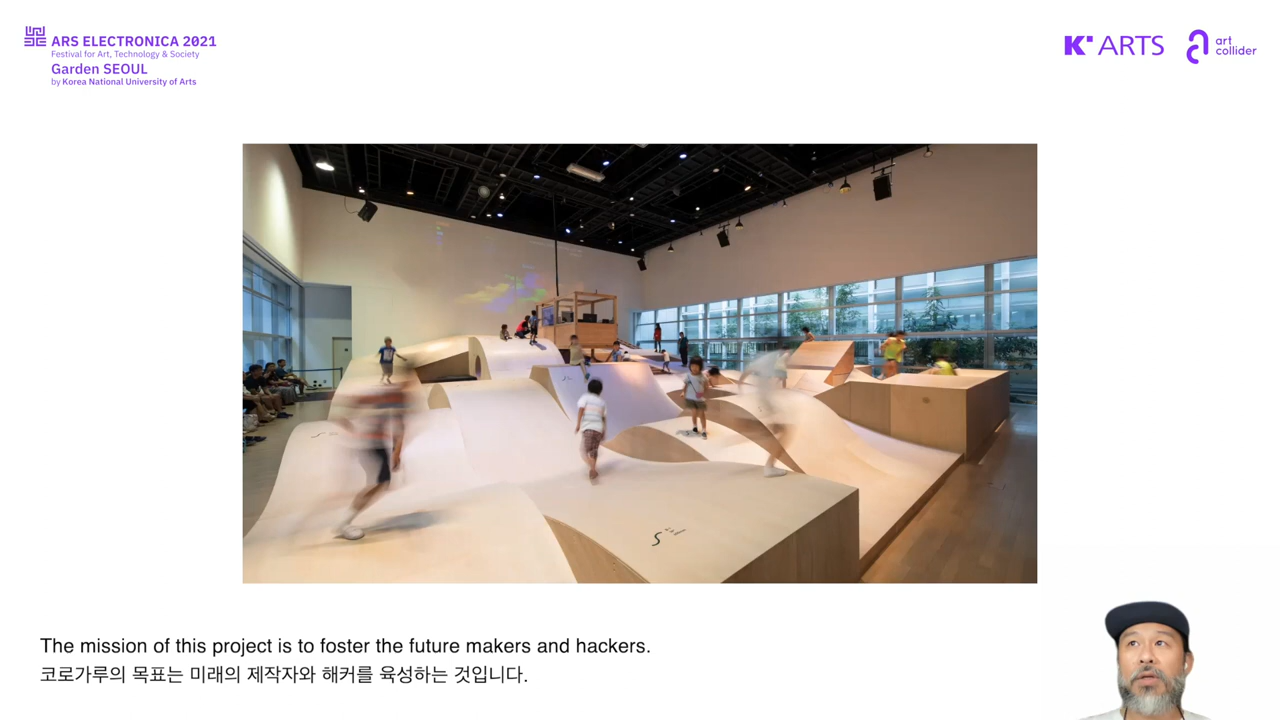 ARS ELECTRONICA 2021
Festival for Art, Technology & Society
Garden SEOUL
by Korea National University of Arts
K' ARTS
art
collider
The mission of this project is to foster the future makers and hackers.
코로가루의 목표는 미래의 제작자와 해커를 육성하는 것입니다.